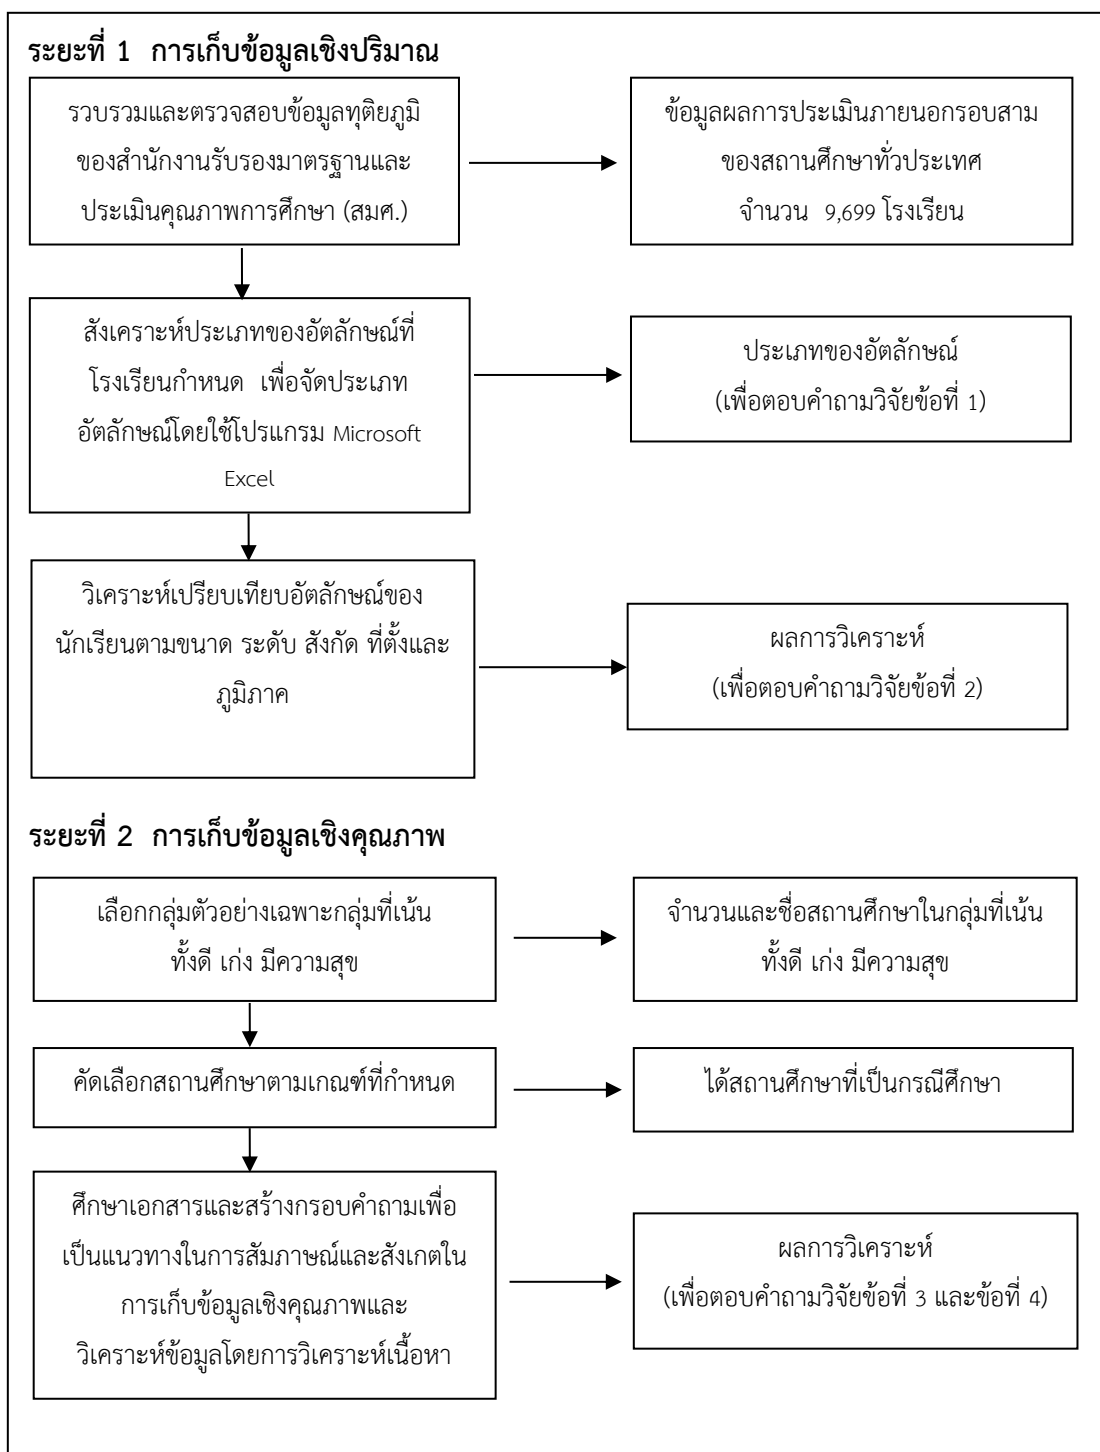 ระยะที่ 1  การเก็บข้อมูลเชิงปริมาณ
รวบรวมและตรวจสอบข้อมูลทุติยภูมิ
ของสำนักงานรับรองมาตรฐานและ
ประเมินคุณภาพการศึกษา (สมศ.)
ข้อมูลผลการประเมินภายนอกรอบสาม
ของสถานศึกษาทั่วประเทศ
จำนวน  9,699 โรงเรียน
สังเคราะห์ประเภทของอัตลักษณ์ที่
โรงเรียนกำหนด  เพื่อจัดประเภท
อัตลักษณ์โดยใช้โปรแกรม Microsoft
Excel
ประเภทของอัตลักษณ์
(เพื่อตอบคำถามวิจัยข้อที่ 1)
วิเคราะห์เปรียบเทียบอัตลักษณ์ของ
นักเรียนตามขนาด ระดับ สังกัด ที่ตั้งและ
ภูมิภาค
ผลการวิเคราะห์
(เพื่อตอบคำถามวิจัยข้อที่ 2)
ระยะที่ 2  การเก็บข้อมูลเชิงคุณภาพ
เลือกกลุ่มตัวอย่างเฉพาะกลุ่มที่เน้น
ทั้งดี เก่ง มีความสุข
จำนวนและชื่อสถานศึกษาในกลุ่มที่เน้น
ทั้งดี เก่ง มีความสุข
คัดเลือกสถานศึกษาตามเกณฑ์ที่กำหนด
ได้สถานศึกษาที่เป็นกรณีศึกษา
ศึกษาเอกสารและสร้างกรอบคำถามเพื่อ
เป็นแนวทางในการสัมภาษณ์และสังเกตใน
การเก็บข้อมูลเชิงคุณภาพและ
วิเคราะห์ข้อมูลโดยการวิเคราะห์เนื้อหา
ผลการวิเคราะห์
(เพื่อตอบคำถามวิจัยข้อที่ 3 และข้อที่ 4)